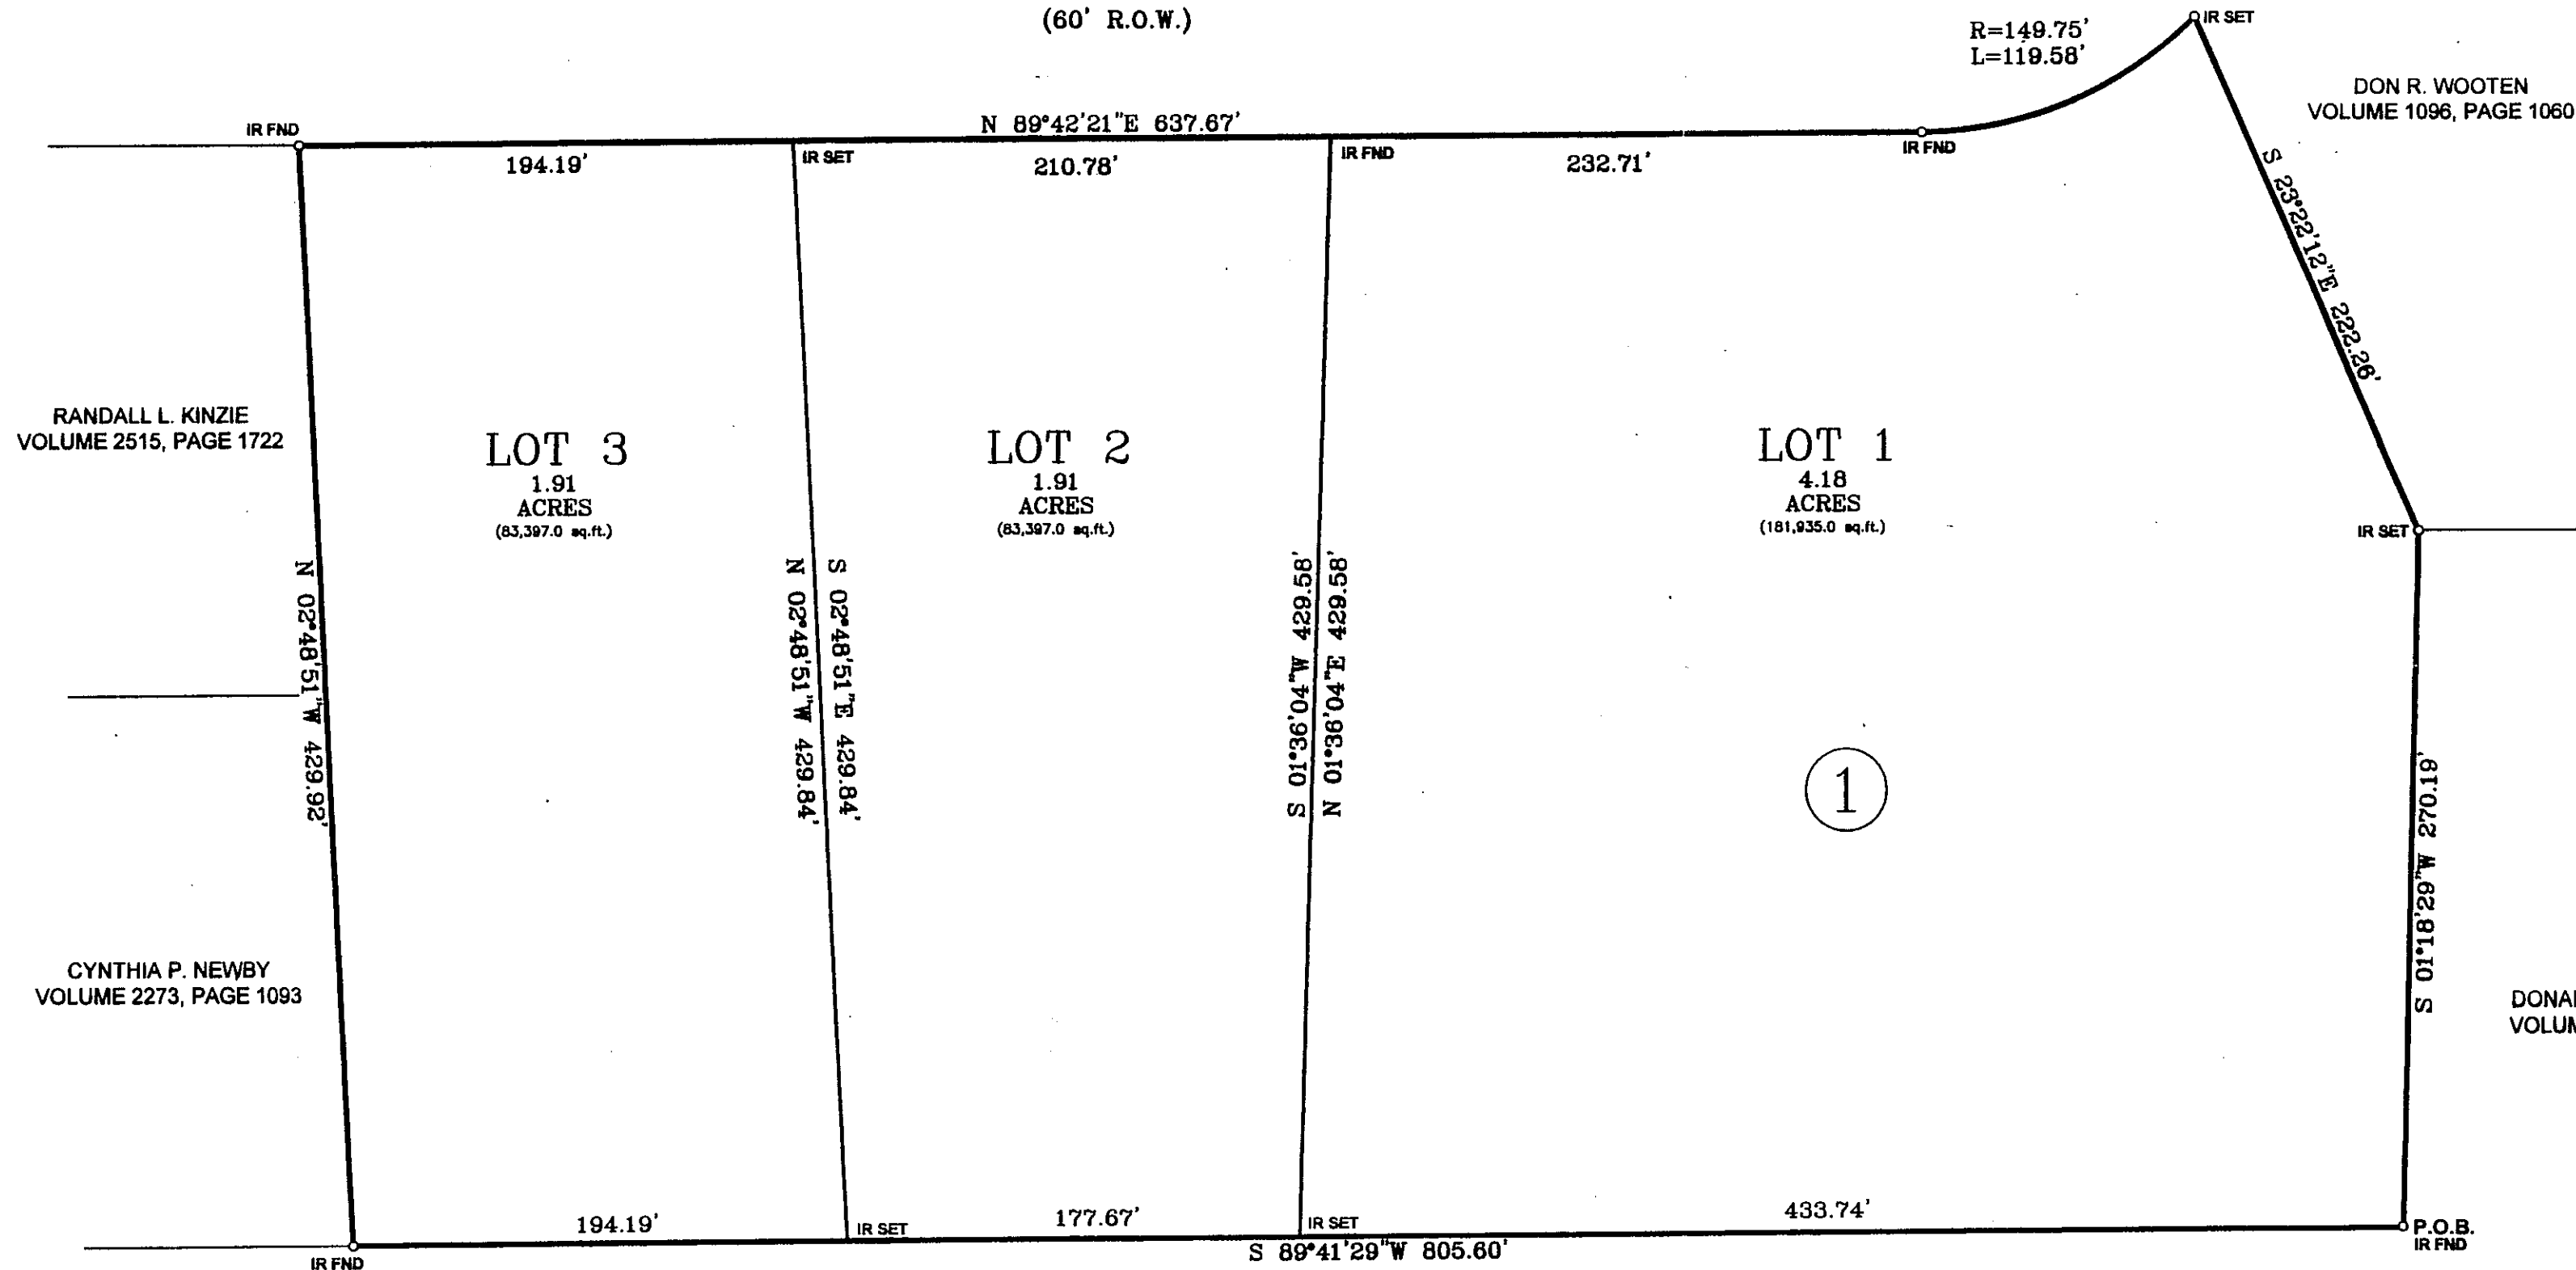 (60' R.O.W.)
IR SET
R=149.75'
L=119.58'
DON R. WOOTEN
VOLUME 1096, PAGE 1060
IR FND
N 89°42'21"E 637.67'
194.19'
IR SET
210.78'
IR FND
232.71'
IR FND
S 23°22'12"E 222.26'
RANDALL L. KINZIE
VOLUME 2515, PAGE 1722
LOT 3
1.91
ACRES
(83,397.0 sq.ft.)
LOT 2
1.91
ACRES
(83,397.0 sq.ft.)
LOT 1
4.18
ACRES
(181,935.0 sq.ft.)
IR SET
N 02°48'51"W 429.92'
N 02°48'51"W 429.84'
S 02°48'51"E 429.84'
S 01°36'04"W 429.58'
N 01°36'04"E 429.58'
1
S 01°18'29"W 270.19'
CYNTHIA P. NEWBY
VOLUME 2273, PAGE 1093
194.19'
IR SET
177.67'
IR SET
433.74'
P.O.B.
IR FND
S 89°41'29"W 805.60'
IR FND